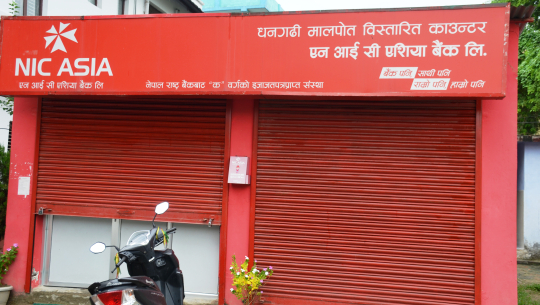 NIC ASIA
एन आई सी एशिया बैंक लि.
धनगढी मालपोत विस्तारित काउन्टर
एन आई सी एशिया बैंक लि.
बैंक पनि साथी पनि
राम्रो पनि हाम्रो पनि
नेपाल राष्ट्र बैंकबाट "क" वर्गको इजाजतपत्रप्राप्त संस्था